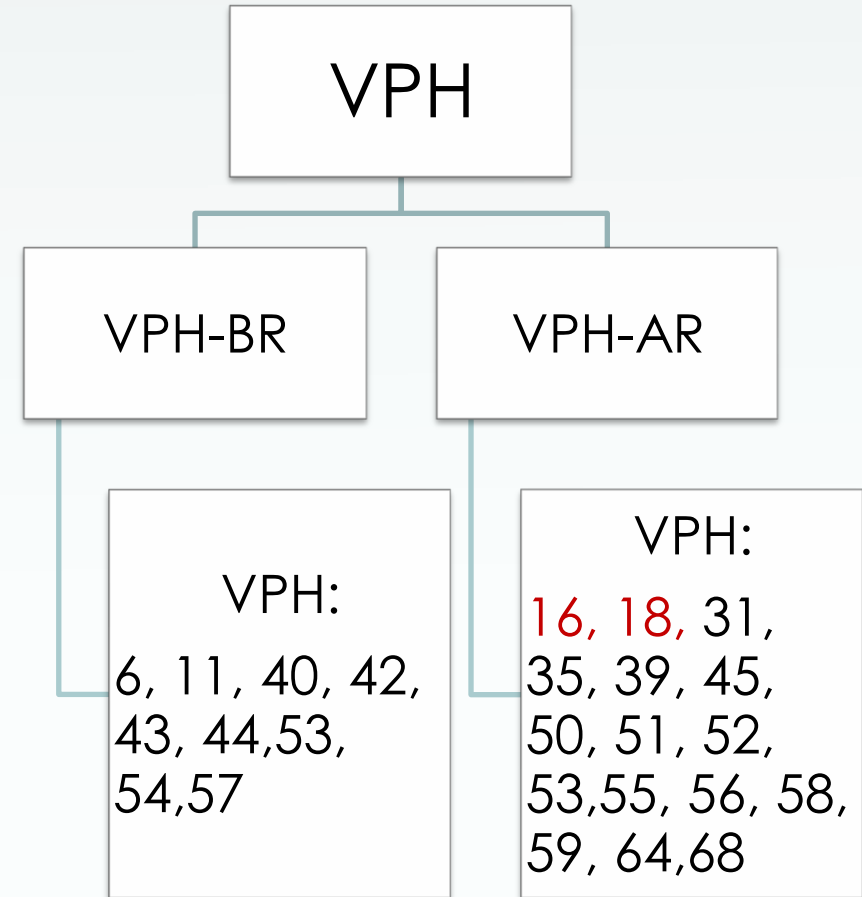 VPH
VPH-BR
VPH-AR
VPH:
6, 11, 40, 42,
43, 44,53,
54,57
VPH:
16, 18, 31,
35, 39, 45,
50, 51, 52,
53,55, 56, 58,
59, 64,68